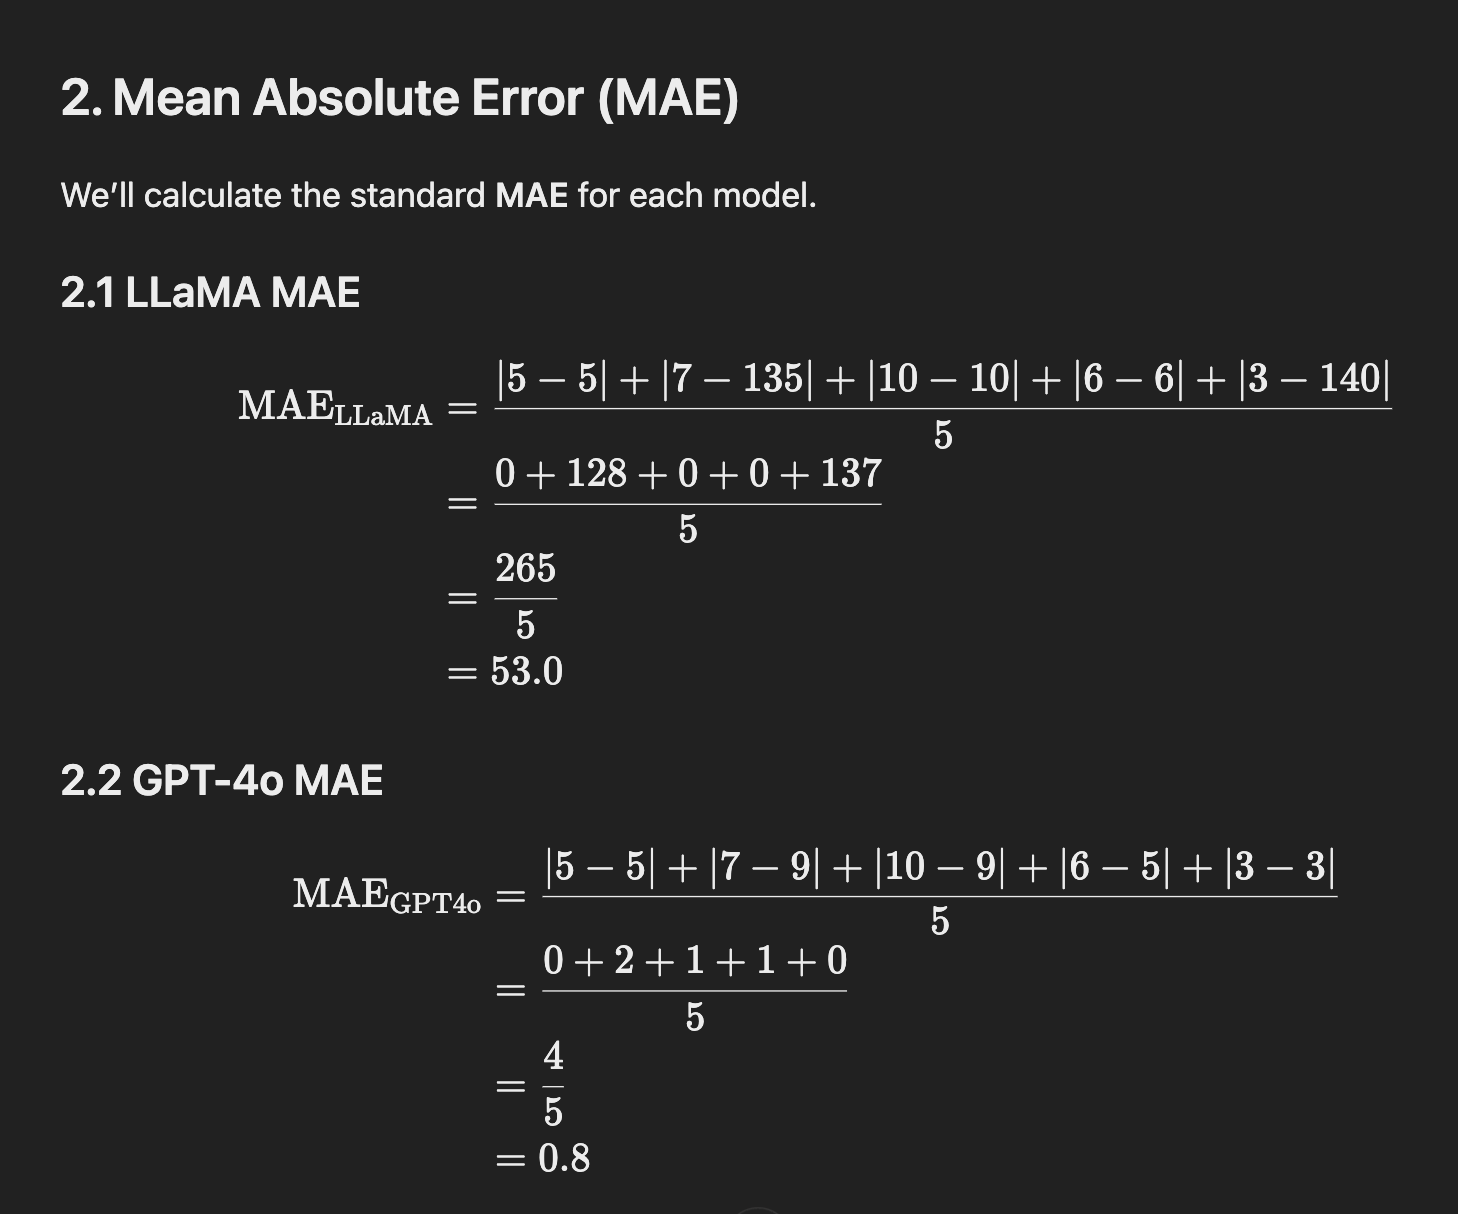 2. Mean Absolute Error (MAE)
We'll calculate the standard MAE for each model.
2.1 LLaMA MAE
MAE_LLaMA = (|5 − 5| + |7 − 135| + |10 − 10| + |6 − 6| + |3 − 140|) / 5
= (0 + 128 + 0 + 0 + 137) / 5
= 265 / 5
= 53.0
2.2 GPT-4o MAE
MAE_GPT4o = (|5 − 5| + |7 − 9| + |10 − 9| + |6 − 5| + |3 − 3|) / 5
= (0 + 2 + 1 + 1 + 0) / 5
= 4 / 5
= 0.8